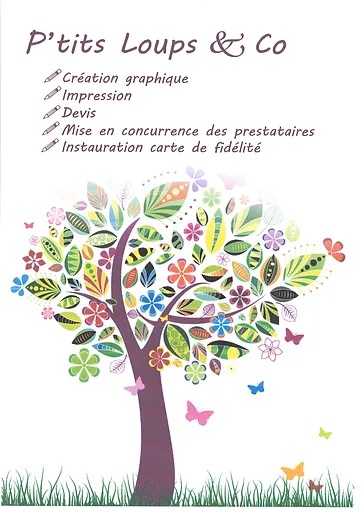 P'tits Loups & Co
Création graphique
Impression
Devis
Mise en concurrence des prestataires
Instauration carte de fidélité